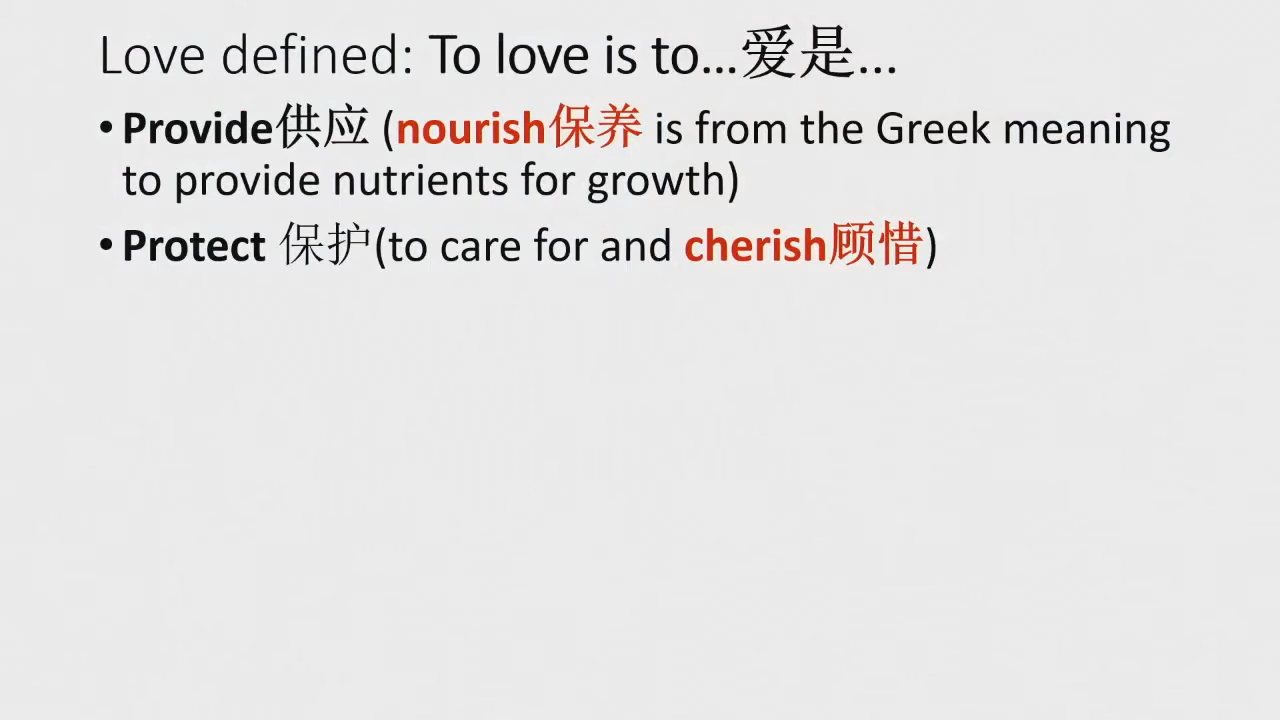 Love defined: To love is to...爱是...
• Provide供应 (nourish保养 is from the Greek meaning
to provide nutrients for growth)
• Protect 保护(to care for and cherish顾惜)